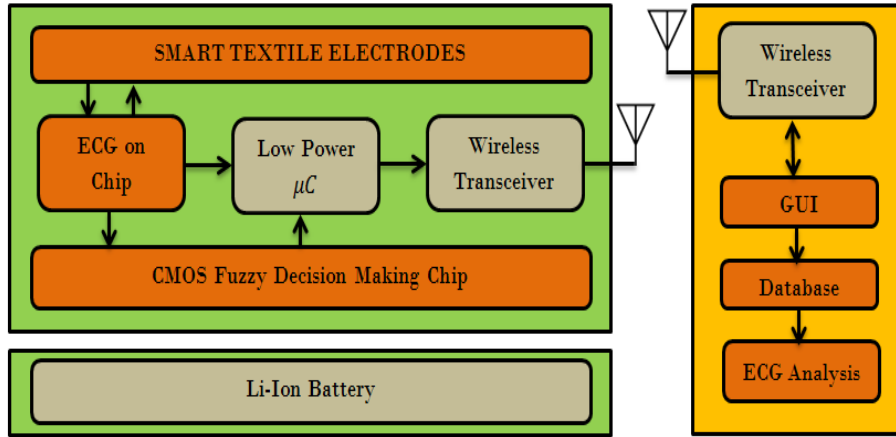 SMART TEXTILE ELECTRODES
ECG on
Chip
Low Power
μC
Wireless
Transceiver
CMOS Fuzzy Decision Making Chip
Li-Ion Battery
Wireless
Transceiver
GUI
Database
ECG Analysis